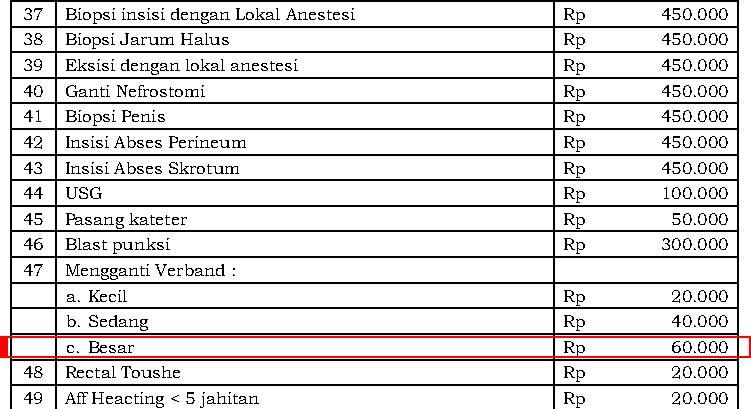 37 Biopsi insisi dengan Lokal Anestesi Rp 450.000
38 Biopsi Jarum Halus Rp 450.000
39 Eksisi dengan lokal anestesi Rp 450.000
40 Ganti Nefrostomi Rp 450.000
41 Biopsi Penis Rp 450.000
42 Insisi Abses Perineum Rp 450.000
43 Insisi Abses Skrotum Rp 450.000
44 USG Rp 100.000
45 Pasang kateter Rp 50.000
46 Blast punksi Rp 300.000
47 Mengganti Verband :
a. Kecil Rp 20.000
b. Sedang Rp 40.000
c. Besar Rp 60.000
48 Rectal Toushe Rp 20.000
49 Aff Heacting < 5 jahitan Rp 20.000